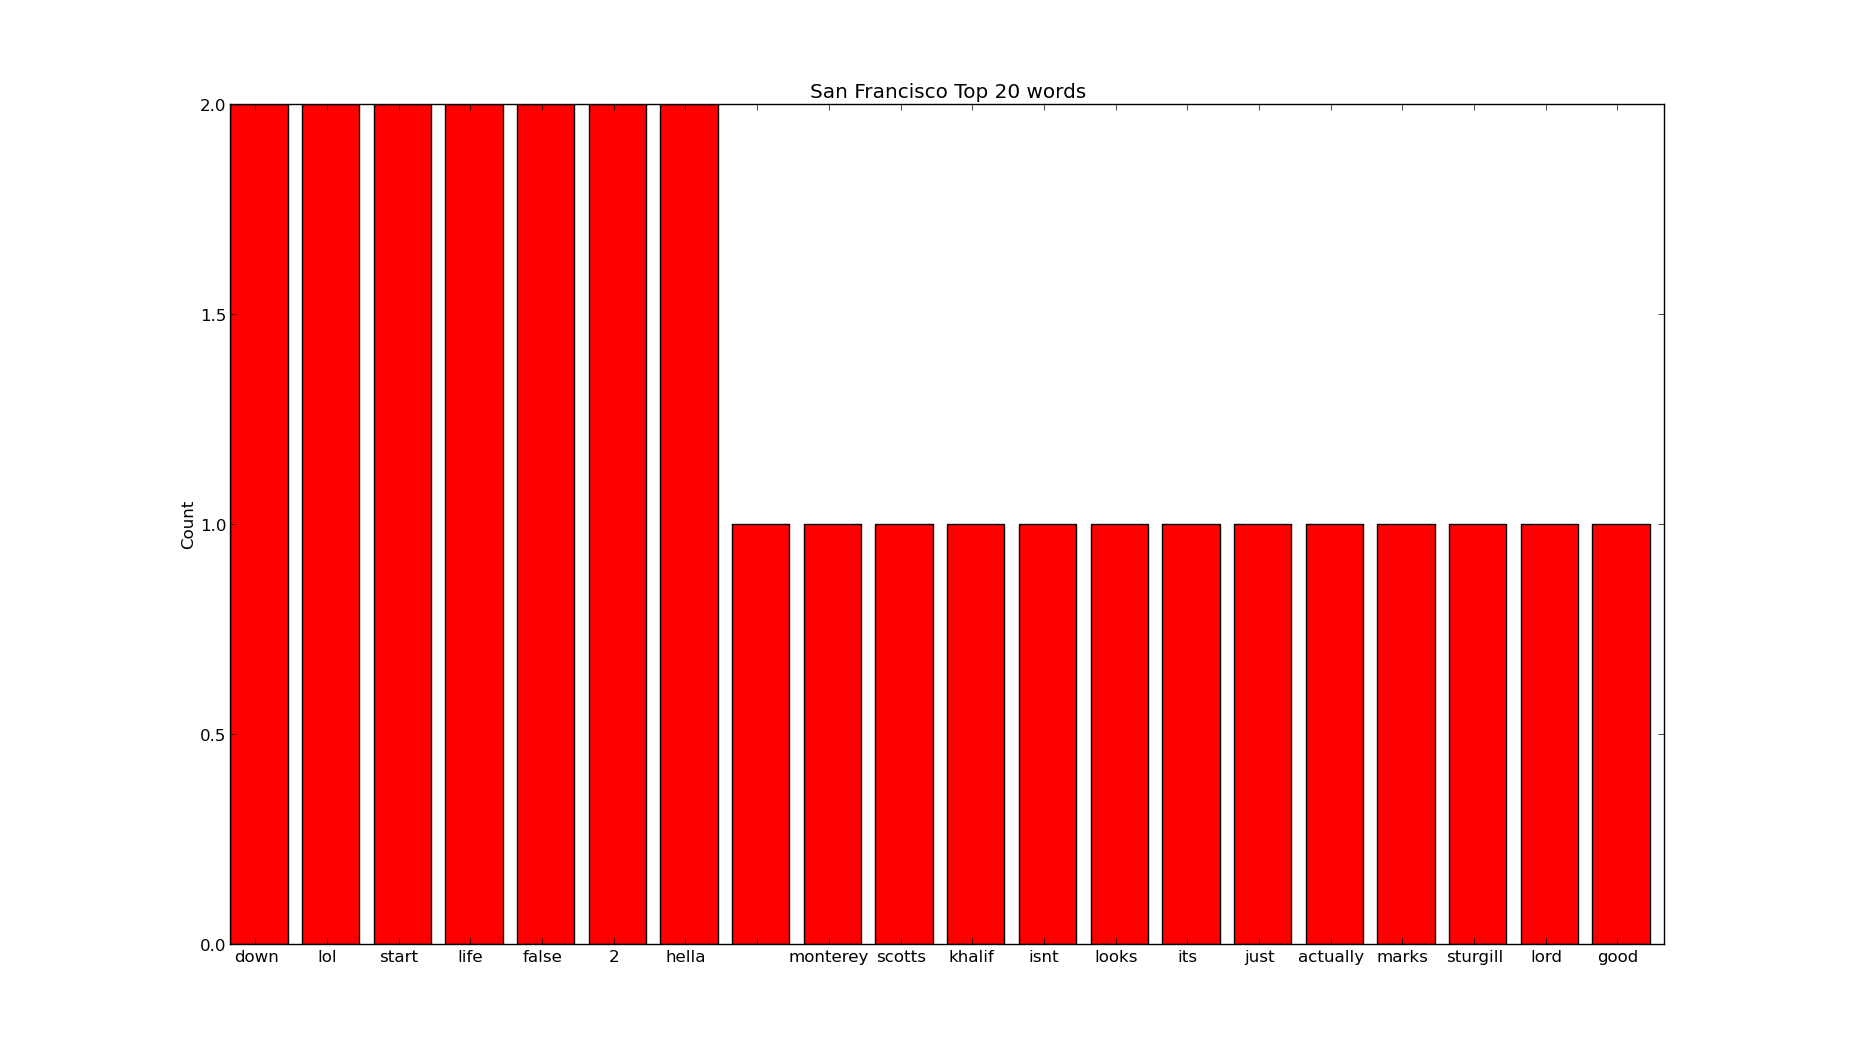 San Francisco Top 20 words
2.0
1.5
1.0
0.5
0.0
Count
down lol start life false 2 hella monterey scotts khalif isnt looks its just actually marks sturgill lord good